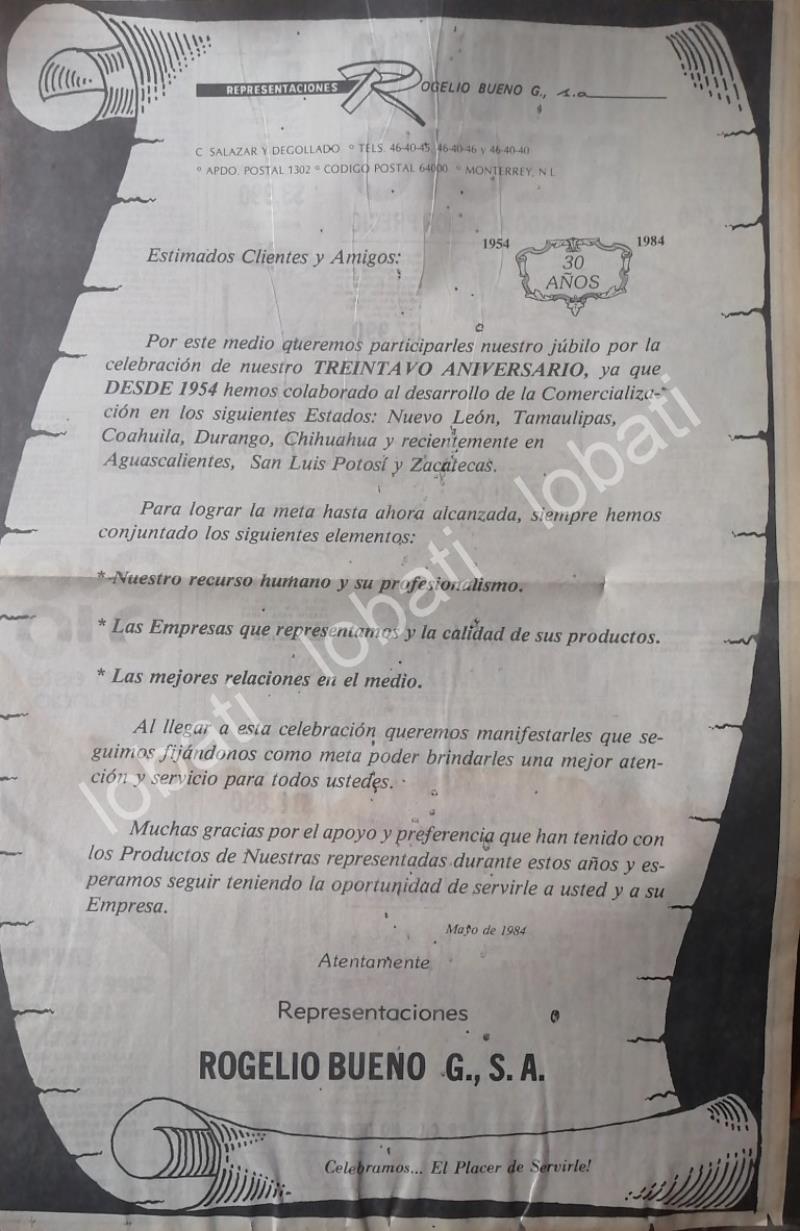 REPRESENTACIONES ROGELIO BUENO G., s.a.
C SALAZAR Y DEGOLLADO ° TELS. 46-40-45, 46-40-46 y 46-40-40
° APDO. POSTAL 1302 ° CODIGO POSTAL 64000 ° MONTERREY, N L
1954 1984
Estimados Clientes y Amigos:
30
AÑOS
Por este medio queremos participarles nuestro júbilo por la
celebración de nuestro TREINTAVO ANIVERSARIO, ya que
DESDE 1954 hemos colaborado al desarrollo de la Comercializa-
ción en los siguientes Estados: Nuevo León, Tamaulipas,
Coahuila, Durango, Chihuahua y recientemente en
Aguascalientes, San Luis Potosí y Zacatecas.
Para lograr la meta hasta ahora alcanzada, siempre hemos
conjuntado los siguientes elementos:
* Nuestro recurso humano y su profesionalismo.
* Las Empresas que representamos y la calidad de sus productos.
* Las mejores relaciones en el medio.
Al llegar a esta celebración queremos manifestarles que se-
guimos fijándonos como meta poder brindarles una mejor aten-
ción y servicio para todos ustedes.
Muchas gracias por el apoyo y preferencia que han tenido con
los Productos de Nuestras representadas durante estos años y es-
peramos seguir teniendo la oportunidad de servirle a usted y a su
Empresa.
Mayo de 1984
Atentamente
Representaciones
ROGELIO BUENO G., S. A.
Celebramos... El Placer de Servirle!
lobati lobati lobati lobati